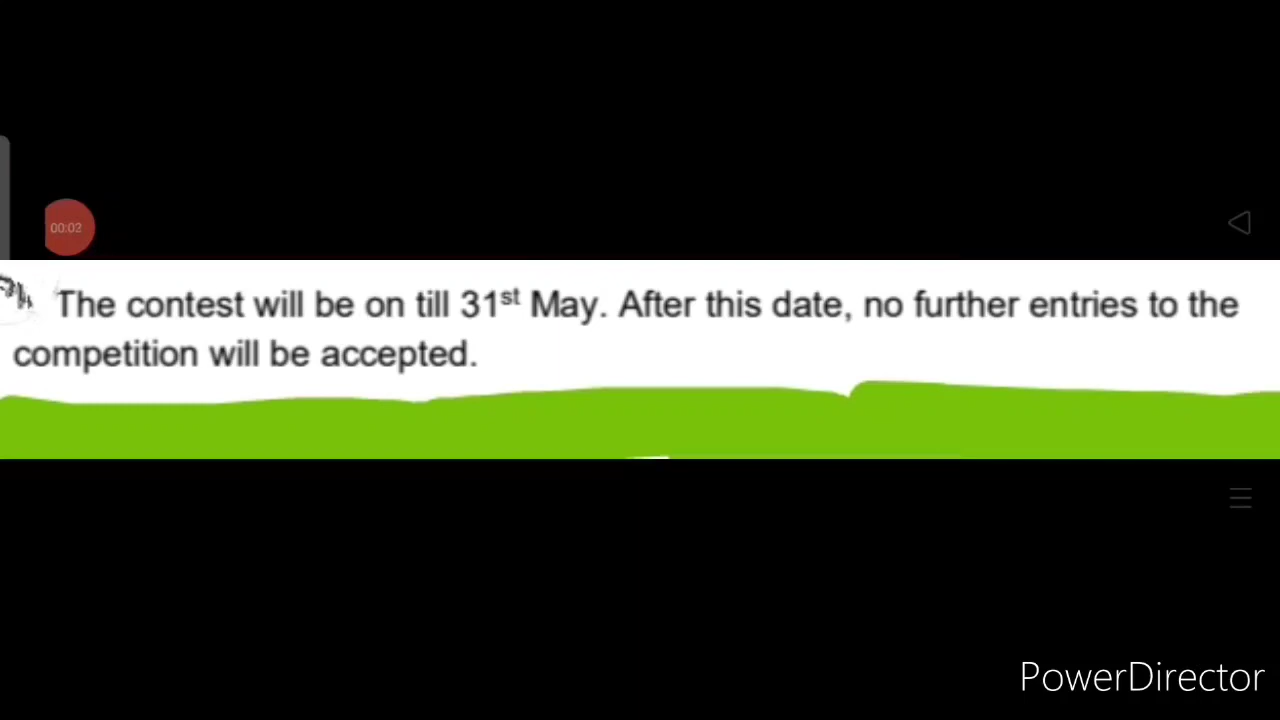 00:02
The contest will be on till 31st May. After this date, no further entries to the
competition will be accepted.
PowerDirector